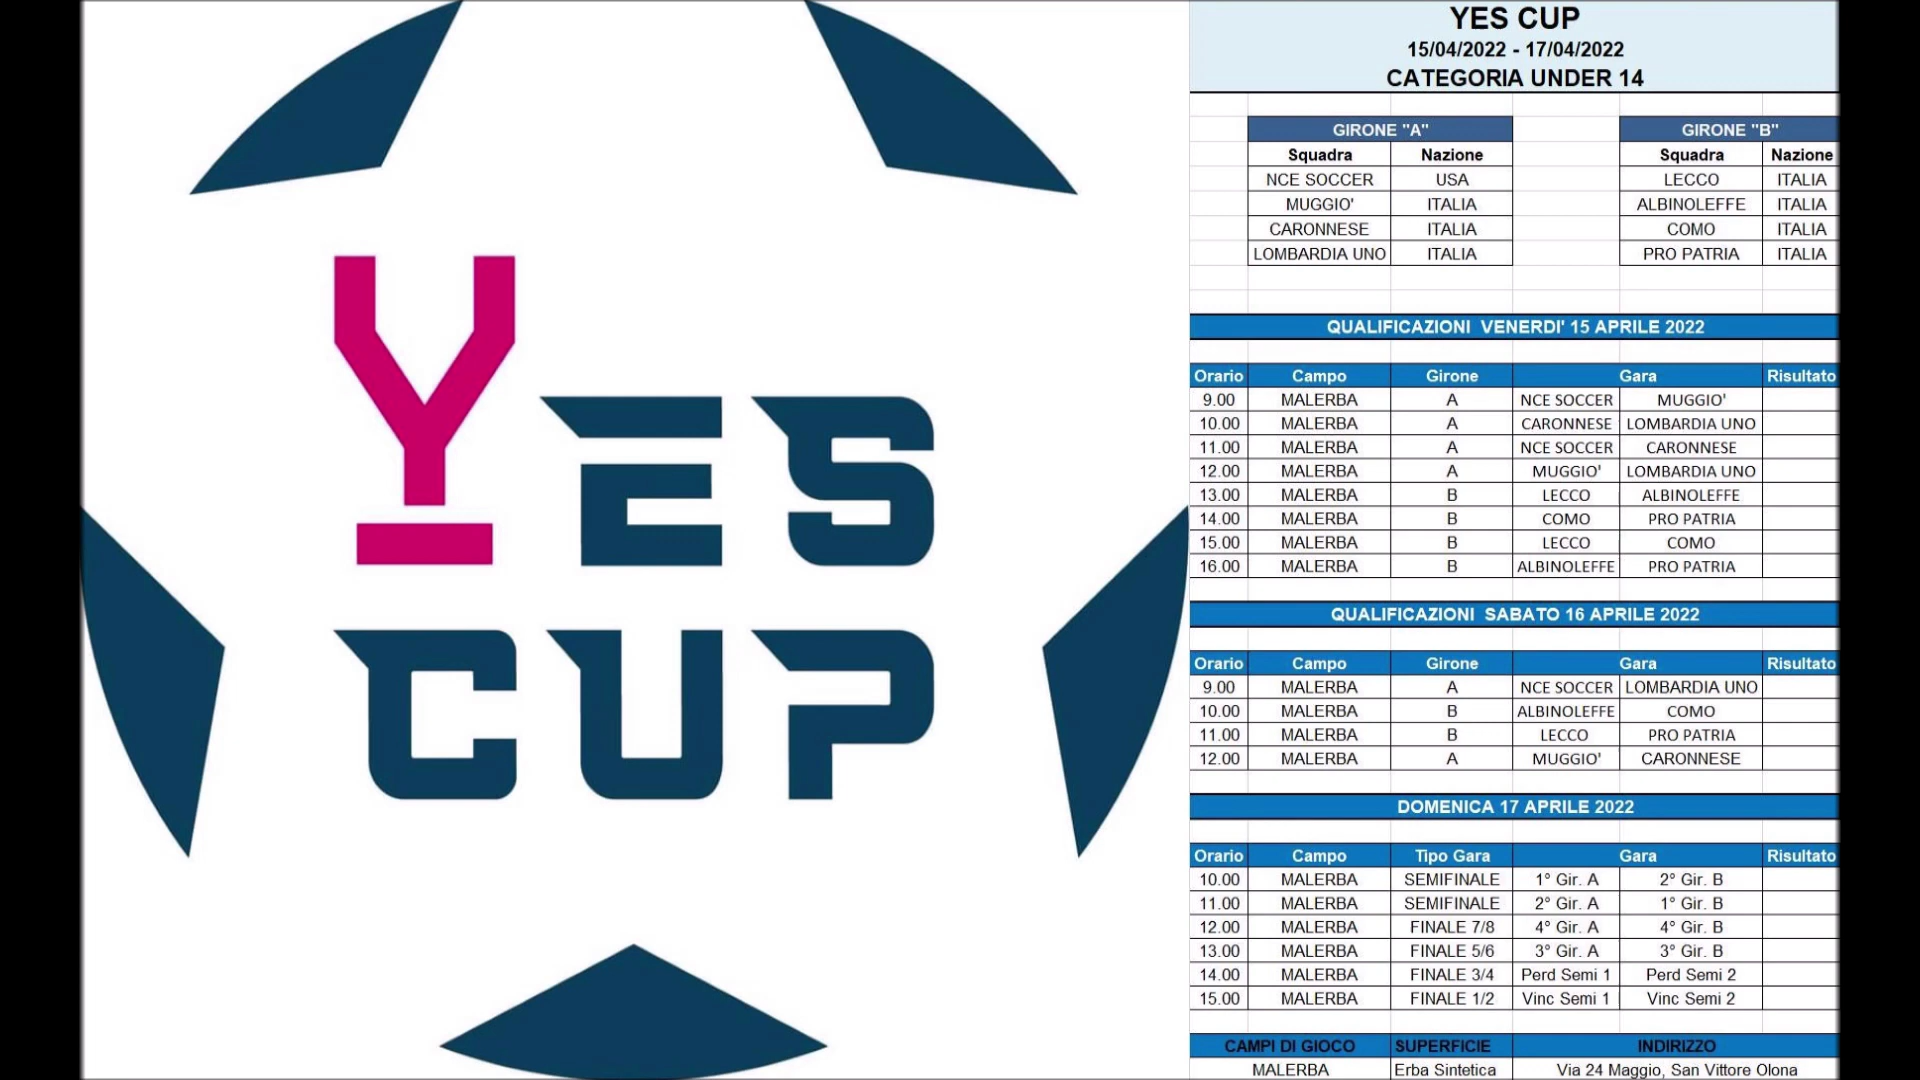 YES
CUP
YES CUP
15/04/2022 - 17/04/2022
CATEGORIA UNDER 14
GIRONE "A" GIRONE "B"
Squadra Nazione Squadra Nazione
NCE SOCCER USA LECCO ITALIA
MUGGIO' ITALIA ALBINOLEFFE ITALIA
CARONNESE ITALIA COMO ITALIA
LOMBARDIA UNO ITALIA PRO PATRIA ITALIA
QUALIFICAZIONI VENERDI' 15 APRILE 2022
Orario Campo Girone Gara Risultato
9.00 MALERBA A NCE SOCCER MUGGIO'
10.00 MALERBA A CARONNESE LOMBARDIA UNO
11.00 MALERBA A NCE SOCCER CARONNESE
12.00 MALERBA A MUGGIO' LOMBARDIA UNO
13.00 MALERBA B LECCO ALBINOLEFFE
14.00 MALERBA B COMO PRO PATRIA
15.00 MALERBA B LECCO COMO
16.00 MALERBA B ALBINOLEFFE PRO PATRIA
QUALIFICAZIONI SABATO 16 APRILE 2022
Orario Campo Girone Gara Risultato
9.00 MALERBA A NCE SOCCER LOMBARDIA UNO
10.00 MALERBA B ALBINOLEFFE COMO
11.00 MALERBA B LECCO PRO PATRIA
12.00 MALERBA A MUGGIO' CARONNESE
DOMENICA 17 APRILE 2022
Orario Campo Tipo Gara Gara Risultato
10.00 MALERBA SEMIFINALE 1° Gir. A 2° Gir. B
11.00 MALERBA SEMIFINALE 2° Gir. A 1° Gir. B
12.00 MALERBA FINALE 7/8 4° Gir. A 4° Gir. B
13.00 MALERBA FINALE 5/6 3° Gir. A 3° Gir. B
14.00 MALERBA FINALE 3/4 Perd Semi 1 Perd Semi 2
15.00 MALERBA FINALE 1/2 Vinc Semi 1 Vinc Semi 2
CAMPI DI GIOCO SUPERFICIE INDIRIZZO
MALERBA Erba Sintetica Via 24 Maggio, San Vittore Olona